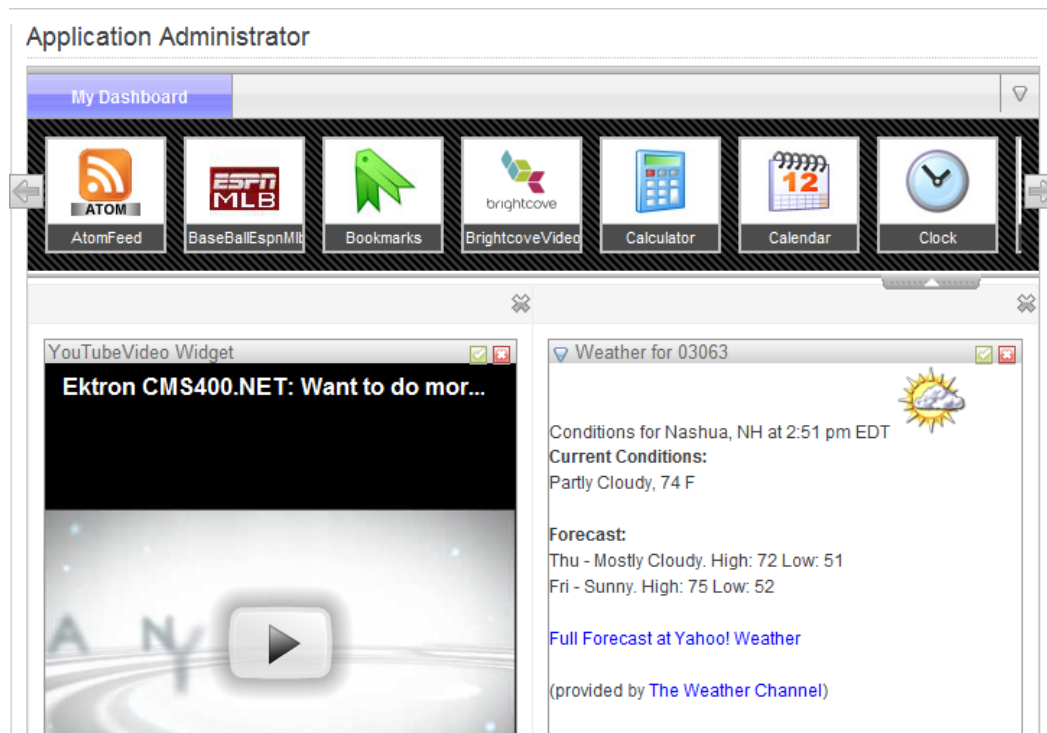 Application Administrator
My Dashboard
ATOM
ESPN
MLB
brightcove
12
AtomFeed
BaseBallEspnMlb
Bookmarks
BrightcoveVideo
Calculator
Calendar
Clock
YouTubeVideo Widget
Ektron CMS400.NET: Want to do mor...
A N Y
Weather for 03063
Conditions for Nashua, NH at 2:51 pm EDT
Current Conditions:
Partly Cloudy, 74 F
Forecast:
Thu - Mostly Cloudy. High: 72 Low: 51
Fri - Sunny. High: 75 Low: 52
Full Forecast at Yahoo! Weather
(provided by The Weather Channel)